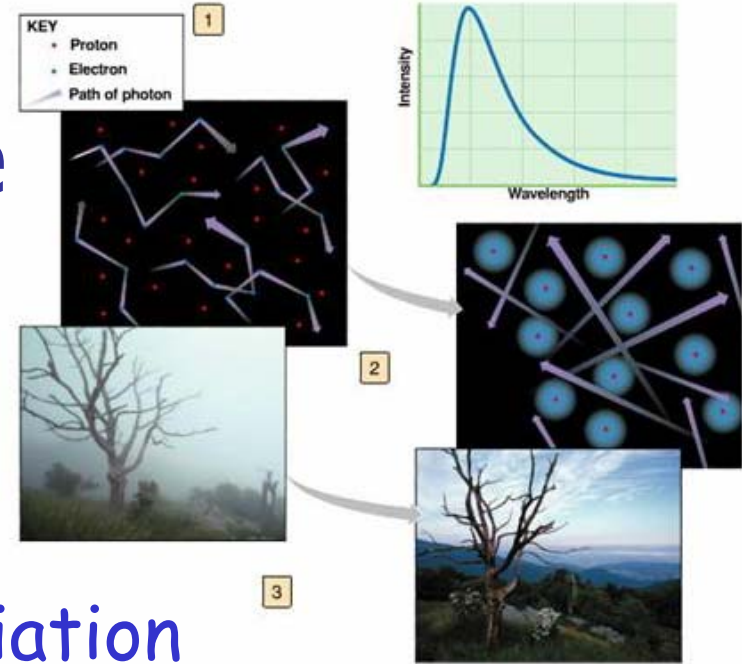 KEY
Proton
Electron
Path of photon
1
Intensity
Wavelength
e
2
3
iation